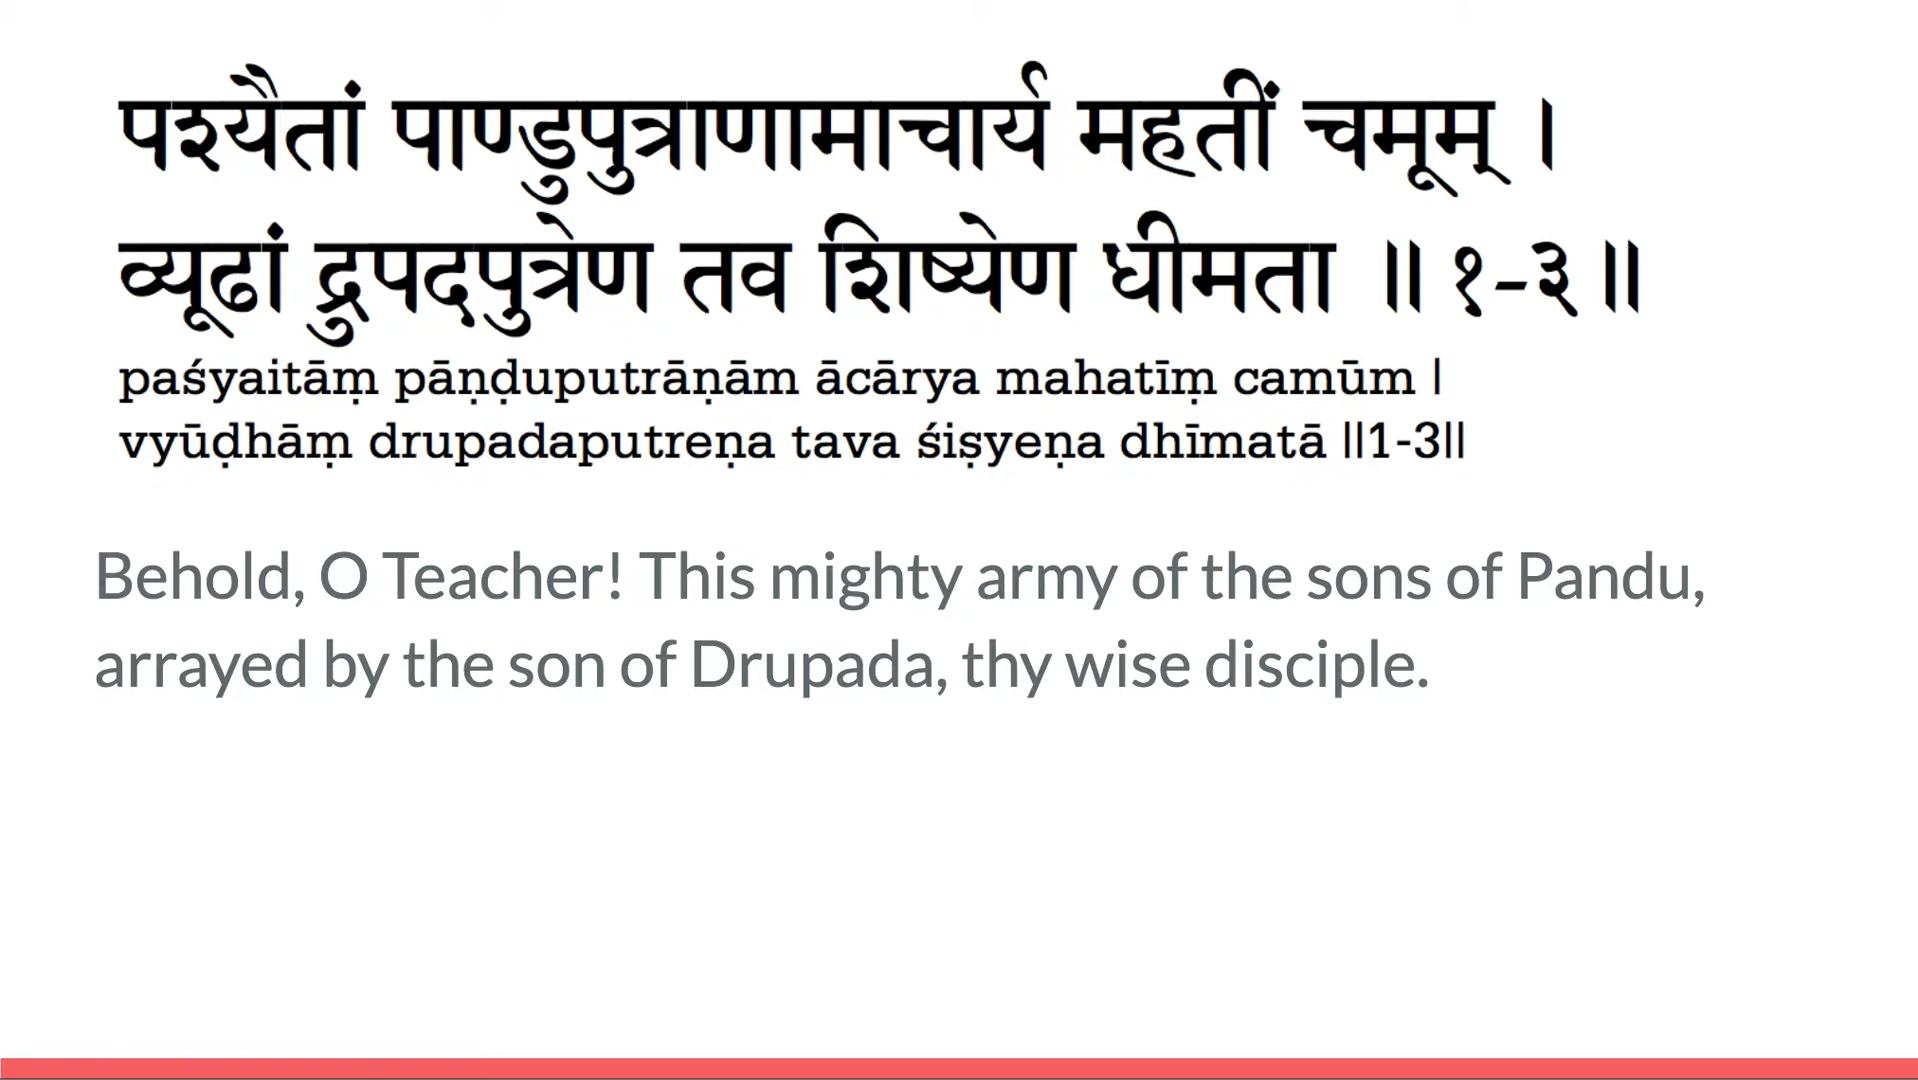 पश्यैतां पाण्डुपुत्राणामाचार्य महतीं चमूम् ।
व्यूढां द्रुपदपुत्रेण तव शिष्येण धीमता ॥ १-३॥
paśyaitāṃ pāṇḍuputrāṇām ācārya mahatīṃ camūm |
vyūḍhāṃ drupadaputreṇa tava śiṣyeṇa dhīmatā ||1-3||
Behold, O Teacher! This mighty army of the sons of Pandu,
arrayed by the son of Drupada, thy wise disciple.